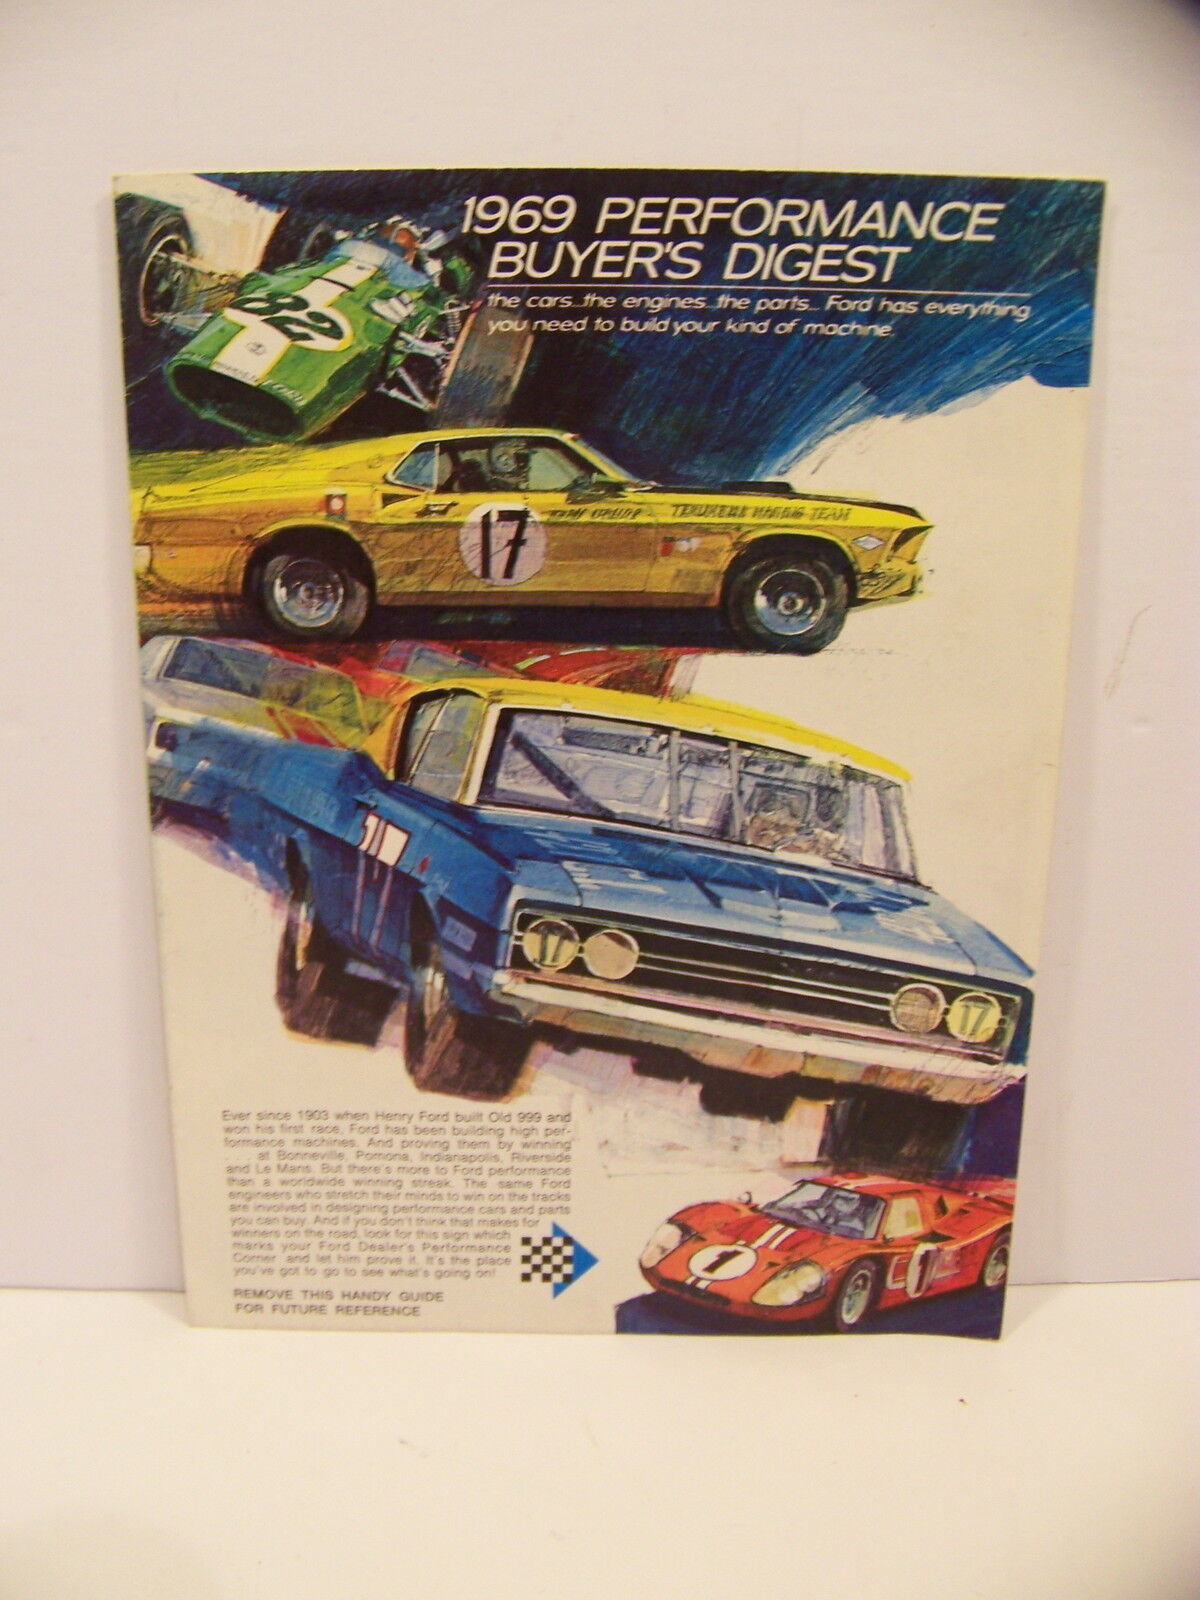 1969 PERFORMANCE
BUYER'S DIGEST
the cars...the engines...the parts... Ford has everything
you need to build your kind of machine.
82
17
RACING TEAM
17
17
17
Ever since 1903 when Henry Ford built Old 999 and
won his first race, Ford has been building high per-
formance machines. And proving them by winning
. . . . at Bonneville, Pomona, Indianapolis, Riverside
and Le Mans. But there's more to Ford performance
than a worldwide winning streak. The same Ford
engineers who stretch their minds to win on the tracks
are involved in designing performance cars and parts
you can buy. And if you don't think that makes for
winners on the road, look for this sign which
marks your Ford Dealer's Performance
Corner and let him prove it. It's the place
you've got to go to see what's going on!
REMOVE THIS HANDY GUIDE
FOR FUTURE REFERENCE
1
1